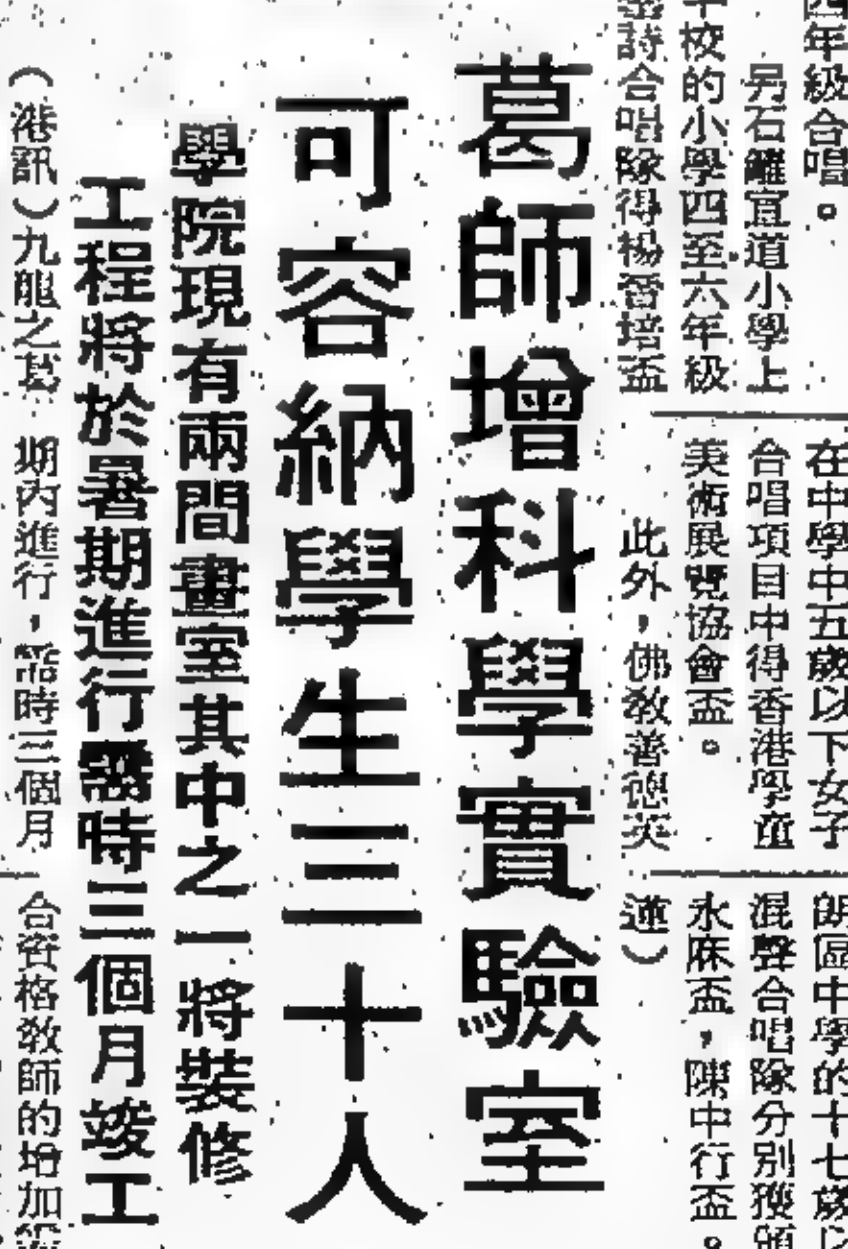 四年級合唱。
另石籬官道小學上
午校的小學四至六年級
詩合唱隊得楊香培盃
在中學中五歲以下女子
合唱項目中得香港學童
美術展覽協會盃。
此外,佛教善德英
朗區中學的十七歲以
混聲合唱隊分別獲頒
永麻盃,陳中行盃。
道)
葛師增科學實驗室
可容納學生三十人
學院現有兩間畫室其中之一將裝修
工程將於暑期進行需時三個月竣工
(港訊)九龍之葛
期內進行,需時三個月
合資格教師的增加